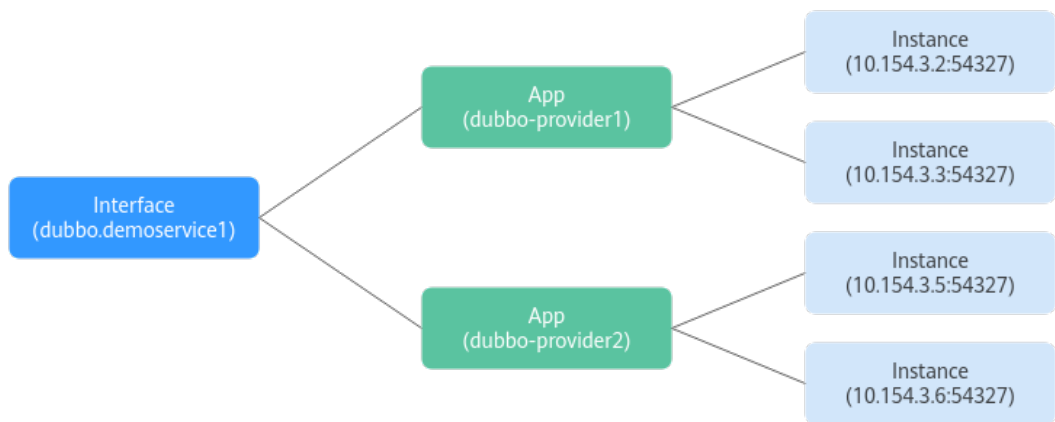 Interface
(dubbo.demoservice1)
App
(dubbo-provider1)
Instance
(10.154.3.2:54327)
Instance
(10.154.3.3:54327)
App
(dubbo-provider2)
Instance
(10.154.3.5:54327)
Instance
(10.154.3.6:54327)